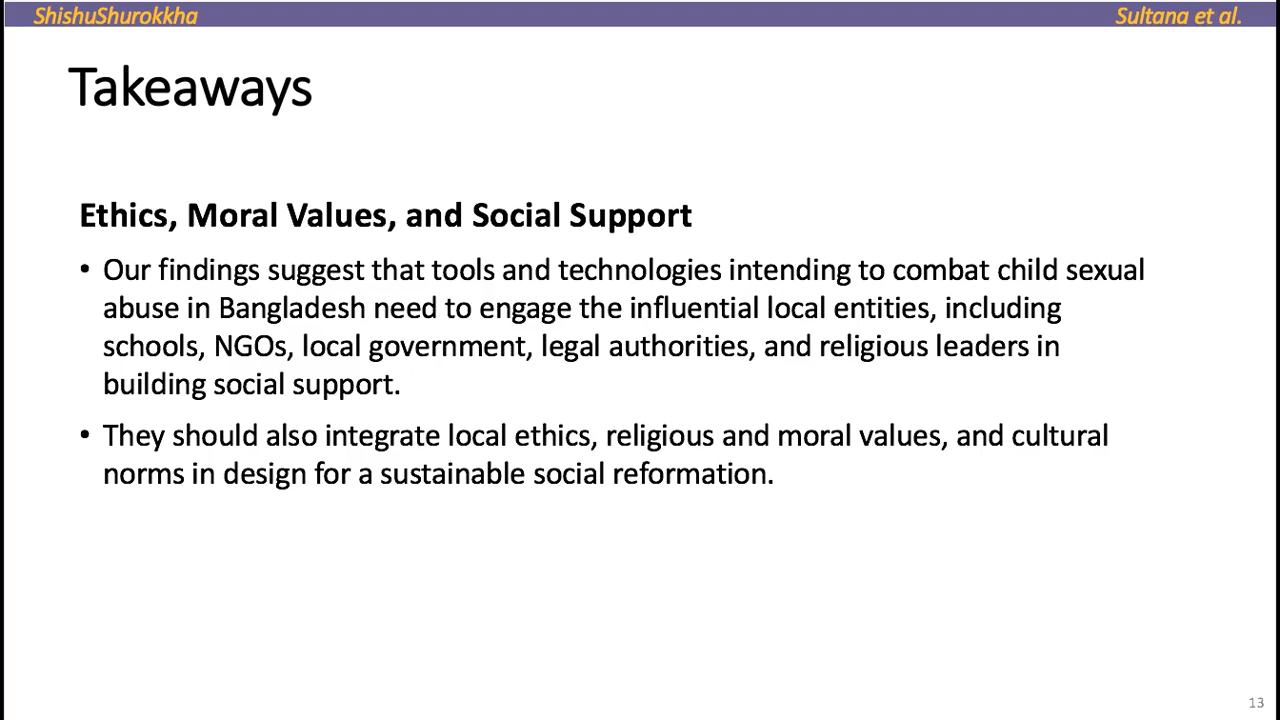 ShishuShurokkha
Sultana et al.
Takeaways
Ethics, Moral Values, and Social Support
• Our findings suggest that tools and technologies intending to combat child sexual
abuse in Bangladesh need to engage the influential local entities, including
schools, NGOs, local government, legal authorities, and religious leaders in
building social support.
• They should also integrate local ethics, religious and moral values, and cultural
norms in design for a sustainable social reformation.
13